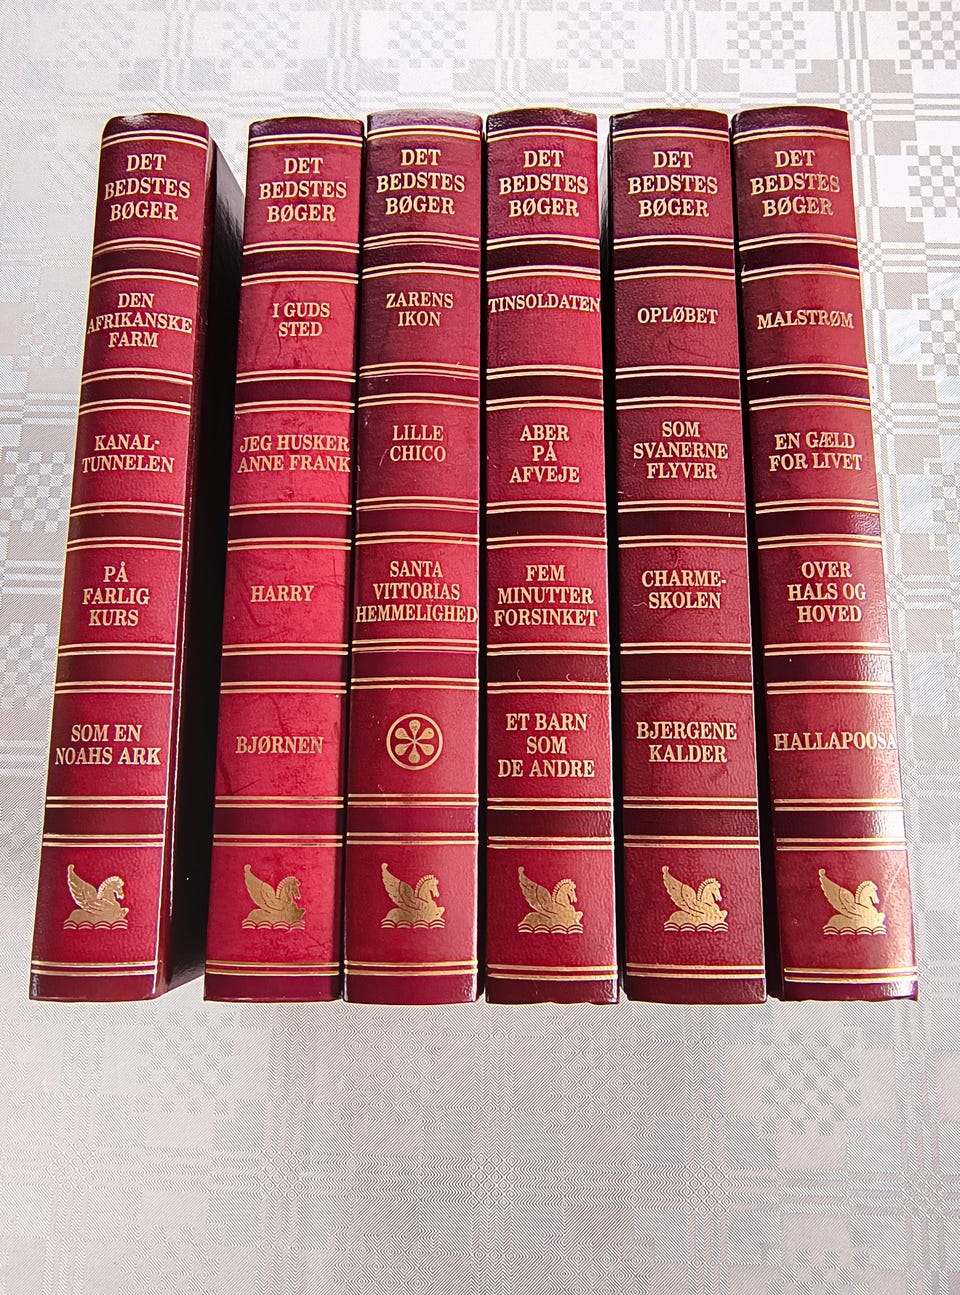 DET
BEDSTES
BØGER
DEN
AFRIKANSKE
FARM
KANAL-
TUNNELEN
PÅ
FARLIG
KURS
SOM EN
NOAHS ARK
DET
BEDSTES
BØGER
I GUDS
STED
JEG HUSKER
ANNE FRANK
HARRY
BJØRNEN
DET
BEDSTES
BØGER
ZARENS
IKON
LILLE
CHICO
SANTA
VITTORIAS
HEMMELIGHED
DET
BEDSTES
BØGER
TINSOLDATEN
ABER
PÅ
AFVEJE
FEM
MINUTTER
FORSINKET
ET BARN
SOM
DE ANDRE
DET
BEDSTES
BØGER
OPLØBET
SOM
SVANERNE
FLYVER
CHARME-
SKOLEN
BJERGENE
KALDER
DET
BEDSTES
BØGER
MALSTRØM
EN GÆLD
FOR LIVET
OVER
HALS OG
HOVED
HALLAPOOSA